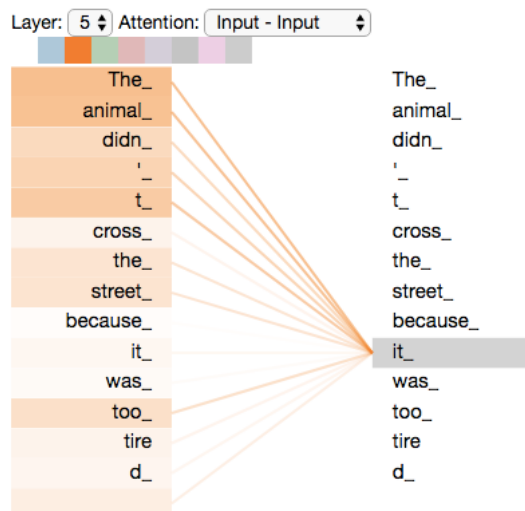 Layer: 5 Attention: Input - Input
The_ The_
animal_ animal_
didn_ didn_
'_ '_
t_ t_
cross_ cross_
the_ the_
street_ street_
because_ because_
it_ it_
was_ was_
too_ too_
tire tire
d_ d_